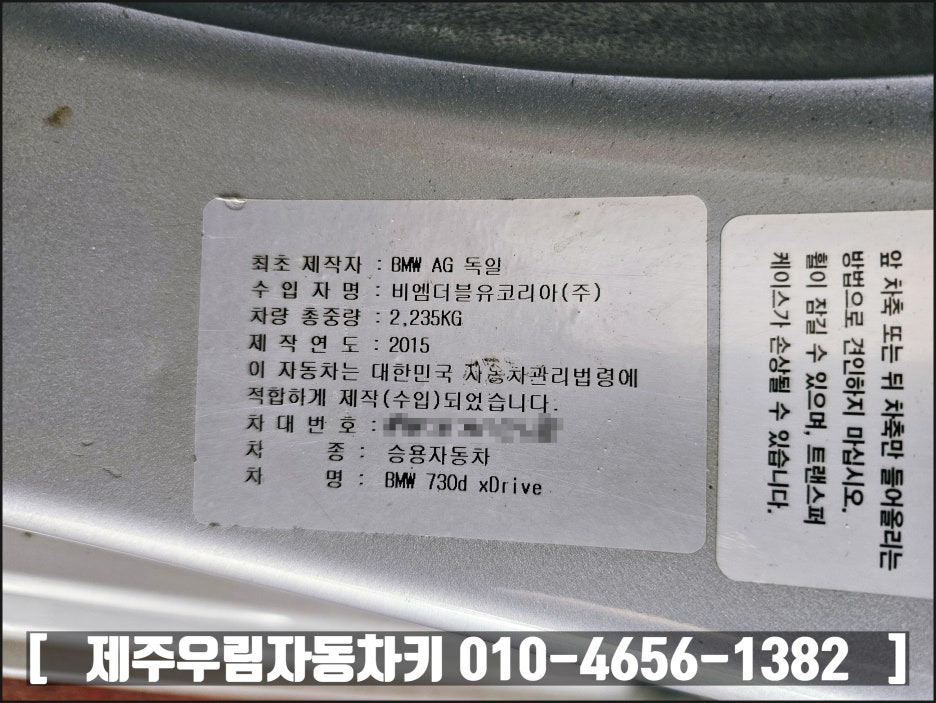 최초 제작자 : BMW AG 독일
수 입 자 명 : 비엠더블유코리아(주)
차량 총중량 : 2,235KG
제 작 연 도 : 2015
이 자동차는 대한민국 자동차관리법령에
적합하게 제작(수입)되었습니다.
차 대 번 호 :
차 종 : 승용자동차
차 명 : BMW 730d xDrive
앞 차축 또는 뒤 차축만 들어올리는
방법으로 견인하지 마십시오.
휠이 잠길 수 있으며, 트랜스퍼
케이스가 손상될 수 있습니다.
[ 제주우림자동차키 010-4656-1382 ]